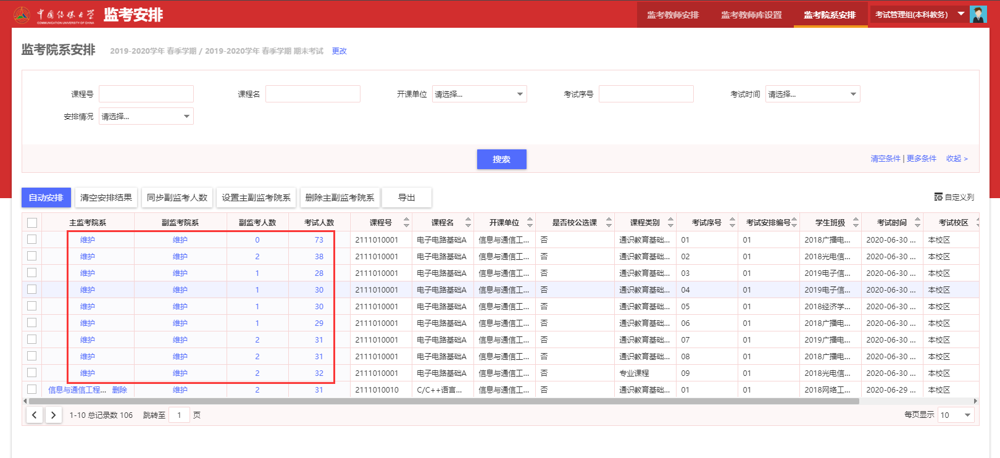 中国传媒大学 监考安排 监考教师安排 监考教师库设置 监考院系安排 考试管理组(本科教务)
COMMUNICATION UNIVERSITY OF CHINA
监考院系安排 2019-2020学年 春季学期 / 2019-2020学年 春季学期 期末考试 更改
课程号 课程名 开课单位 请选择... 考试序号 考试时间 请选择...
安排情况 请选择...
搜索 清空条件 | 更多条件 收起 >
自动安排 清空安排结果 同步副监考人数 设置主副监考院系 删除主副监考院系 导出 自定义列
主监考院系 副监考院系 副监考人数 考试人数 课程号 课程名 开课单位 是否校公选课 课程类别 考试序号 考试安排编号 学生班级 考试时间 考试校区
维护 维护 0 73 2111010001 电子电路基础A 信息与通信工... 否 通识教育基础... 01 01 2018广播电... 2020-06-30 ... 本校区
维护 维护 2 38 2111010001 电子电路基础A 信息与通信工... 否 通识教育基础... 02 01 2018光电信... 2020-06-30 ... 本校区
维护 维护 1 28 2111010001 电子电路基础A 信息与通信工... 否 通识教育基础... 03 01 2019电子信... 2020-06-30 ... 本校区
维护 维护 1 30 2111010001 电子电路基础A 信息与通信工... 否 通识教育基础... 04 01 2019电子信... 2020-06-30 ... 本校区
维护 维护 1 30 2111010001 电子电路基础A 信息与通信工... 否 通识教育基础... 05 01 2018经济学... 2020-06-30 ... 本校区
维护 维护 1 29 2111010001 电子电路基础A 信息与通信工... 否 通识教育基础... 06 01 2018广播电... 2020-06-30 ... 本校区
维护 维护 2 31 2111010001 电子电路基础A 信息与通信工... 否 通识教育基础... 07 01 2019广播电... 2020-06-30 ... 本校区
维护 维护 2 31 2111010001 电子电路基础A 信息与通信工... 否 通识教育基础... 08 01 2018广播电... 2020-06-30 ... 本校区
维护 维护 2 32 2111010001 电子电路基础A 信息与通信工... 否 专业课程 09 01 2018光电信... 2020-06-30 ... 本校区
信息与通信工程... 删除 维护 2 31 2111010010 C/C++语言... 信息与通信工... 否 通识教育基础... 01 01 2018网络工... 2020-06-29 ... 本校区
1-10 总记录数 106 跳转至 1 页 每页显示 10